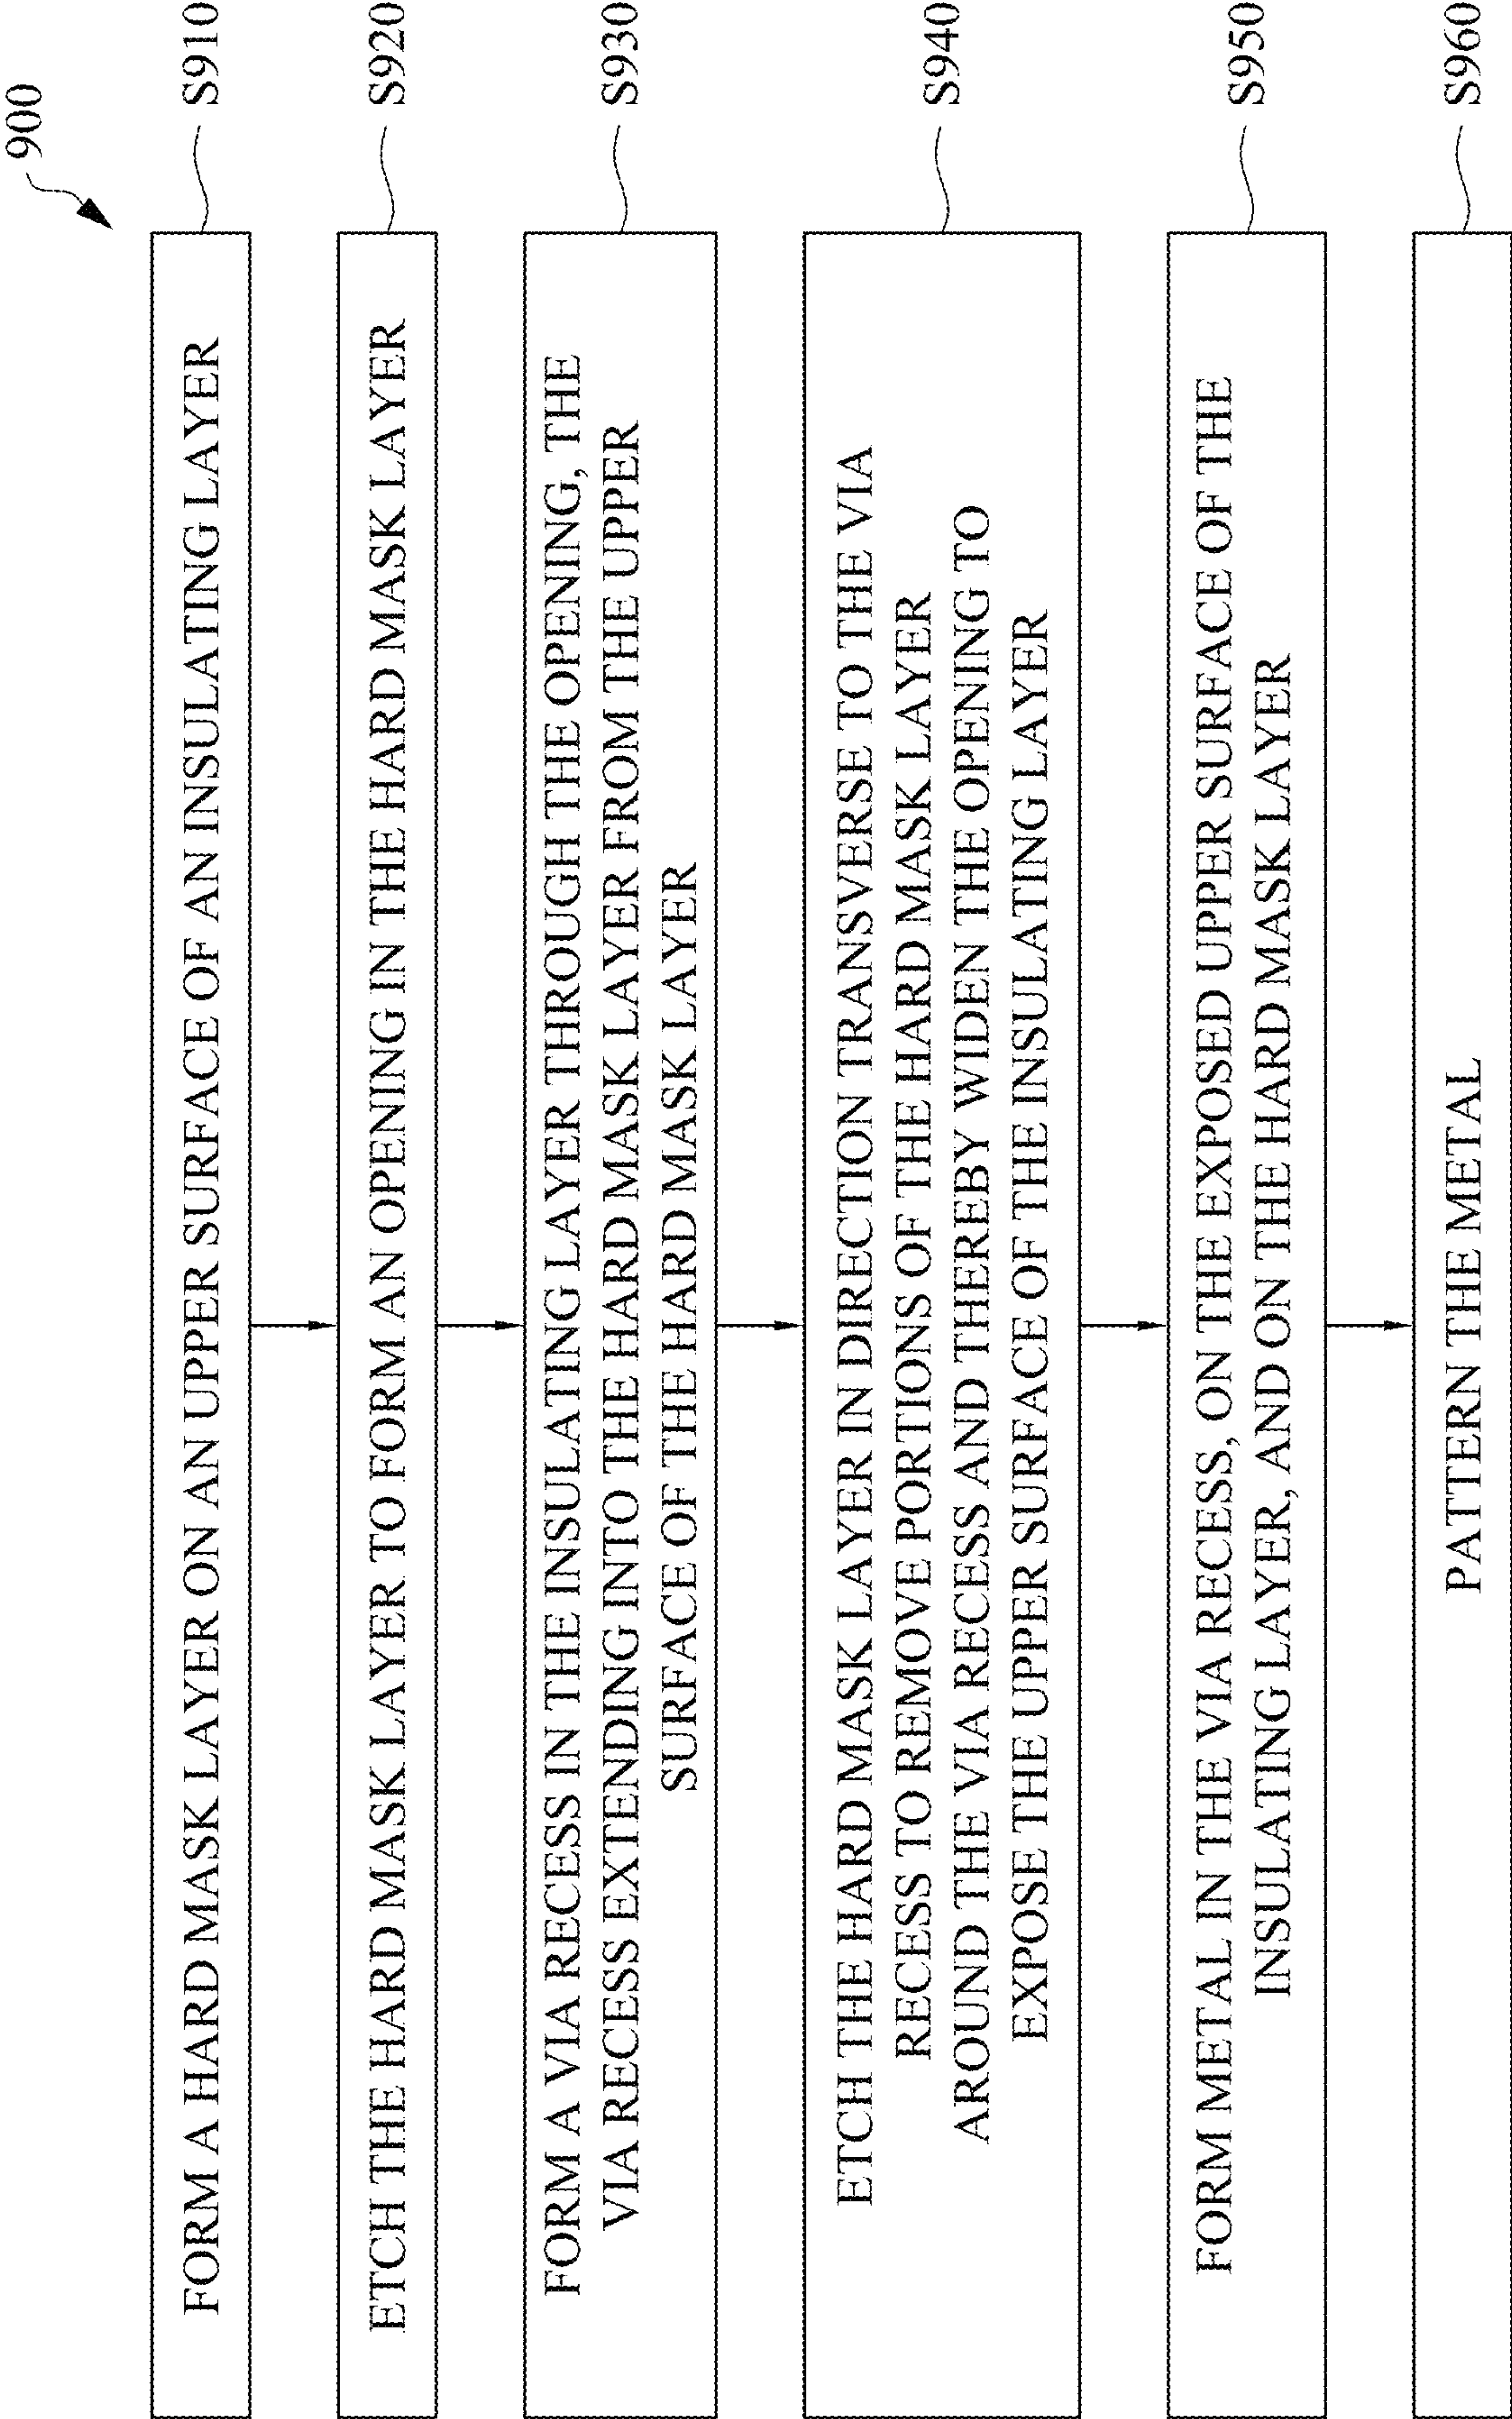 900
FORM A HARD MASK LAYER ON AN UPPER SURFACE OF AN INSULATING LAYER
S910
ETCH THE HARD MASK LAYER TO FORM AN OPENING IN THE HARD MASK LAYER
S920
FORM A VIA RECESS IN THE INSULATING LAYER THROUGH THE OPENING, THE
VIA RECESS EXTENDING INTO THE HARD MASK LAYER FROM THE UPPER
SURFACE OF THE HARD MASK LAYER
S930
ETCH THE HARD MASK LAYER IN DIRECTION TRANSVERSE TO THE VIA
RECESS TO REMOVE PORTIONS OF THE HARD MASK LAYER
AROUND THE VIA RECESS AND THEREBY WIDEN THE OPENING TO
EXPOSE THE UPPER SURFACE OF THE INSULATING LAYER
S940
FORM METAL IN THE VIA RECESS, ON THE EXPOSED UPPER SURFACE OF THE
INSULATING LAYER, AND ON THE HARD MASK LAYER
S950
PATTERN THE METAL
S960